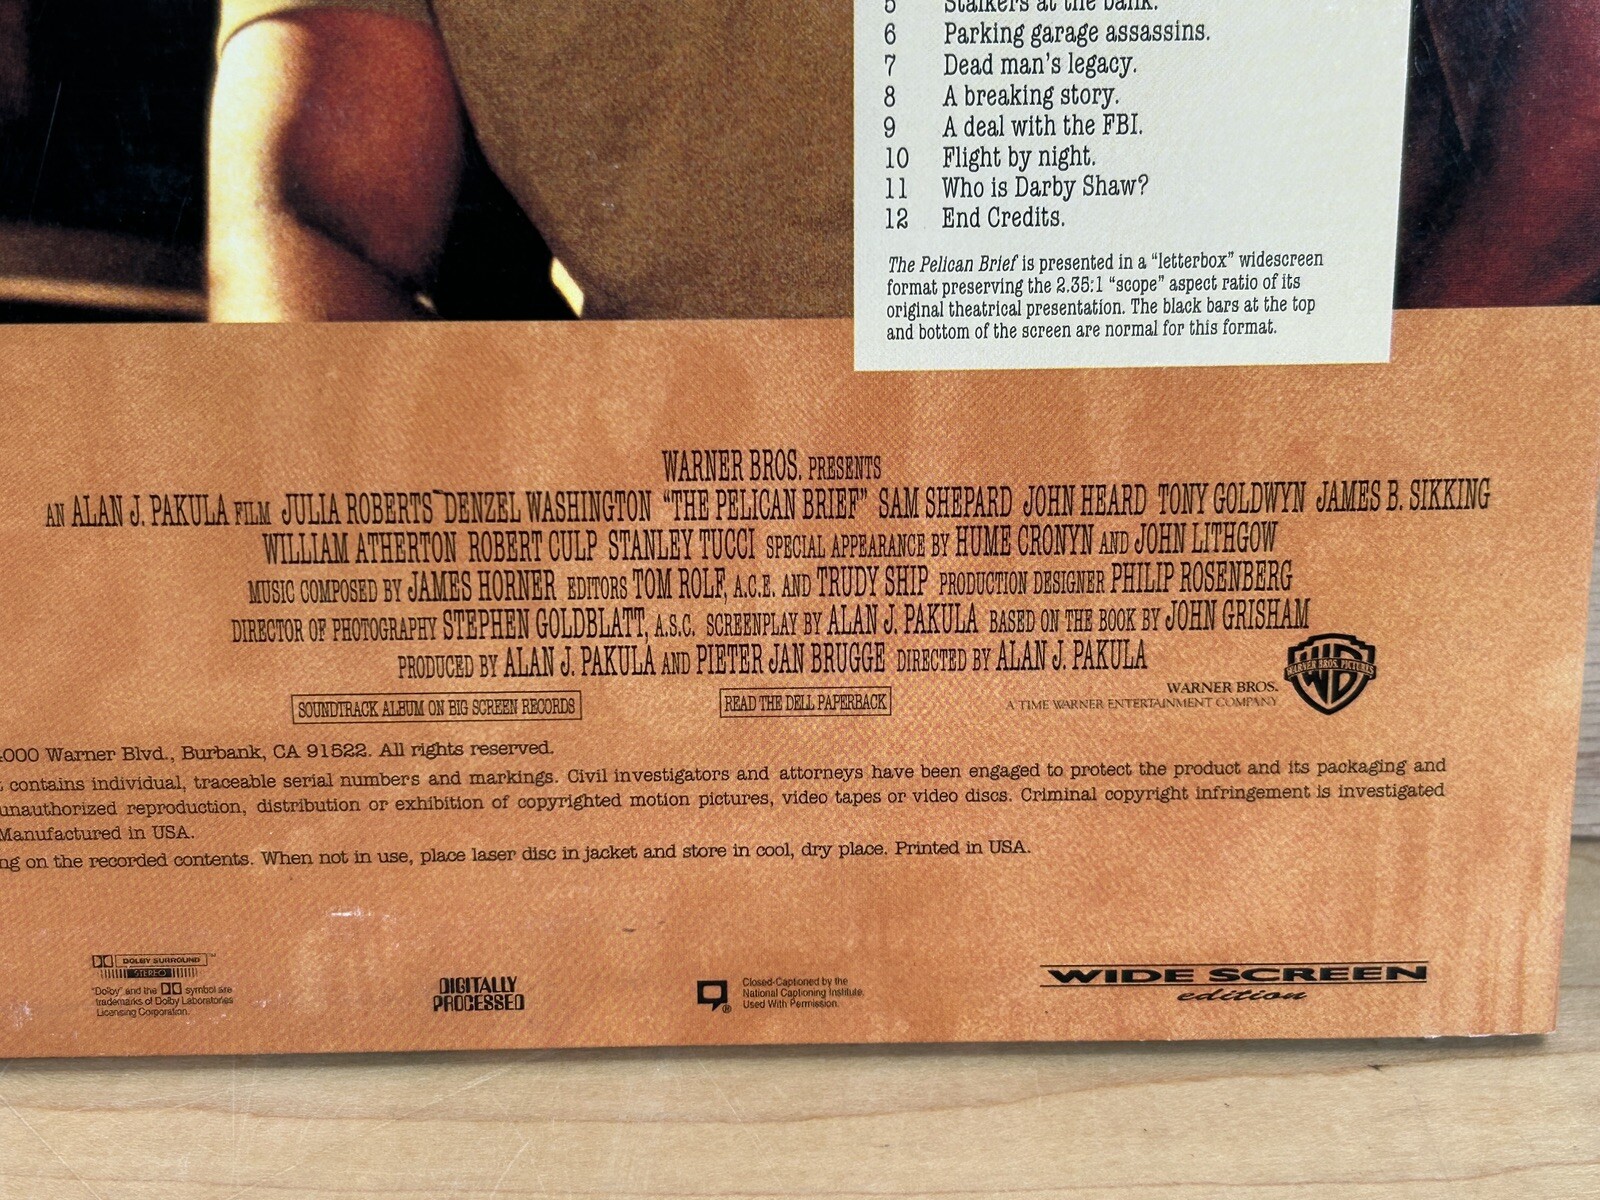 5 Stalkers at the bank.
6 Parking garage assassins.
7 Dead man's legacy.
8 A breaking story.
9 A deal with the FBI.
10 Flight by night.
11 Who is Darby Shaw?
12 End Credits.
The Pelican Brief is presented in a "letterbox" widescreen
format preserving the 2.35:1 "scope" aspect ratio of its
original theatrical presentation. The black bars at the top
and bottom of the screen are normal for this format.
WARNER BROS. PRESENTS
AN ALAN J. PAKULA FILM JULIA ROBERTS DENZEL WASHINGTON "THE PELICAN BRIEF" SAM SHEPARD JOHN HEARD TONY GOLDWYN JAMES B. SIKKING
WILLIAM ATHERTON ROBERT CULP STANLEY TUCCI SPECIAL APPEARANCE BY HUME CRONYN AND JOHN LITHGOW
MUSIC COMPOSED BY JAMES HORNER EDITORS TOM ROLF, A.C.E. AND TRUDY SHIP PRODUCTION DESIGNER PHILIP ROSENBERG
DIRECTOR OF PHOTOGRAPHY STEPHEN GOLDBLATT, A.S.C. SCREENPLAY BY ALAN J. PAKULA BASED ON THE BOOK BY JOHN GRISHAM
PRODUCED BY ALAN J. PAKULA AND PIETER JAN BRUGGE DIRECTED BY ALAN J. PAKULA
SOUNDTRACK ALBUM ON BIG SCREEN RECORDS
READ THE DELL PAPERBACK
WARNER BROS.
A TIME WARNER ENTERTAINMENT COMPANY
WARNER BROS. PICTURES
000 Warner Blvd., Burbank, CA 91522. All rights reserved.
contains individual, traceable serial numbers and markings. Civil investigators and attorneys have been engaged to protect the product and its packaging and
unauthorized reproduction, distribution or exhibition of copyrighted motion pictures, video tapes or video discs. Criminal copyright infringement is investigated
Manufactured in USA.
ng on the recorded contents. When not in use, place laser disc in jacket and store in cool, dry place. Printed in USA.
DOLBY SURROUND™
STEREO
"Dolby" and the DD symbol are
trademarks of Dolby Laboratories
Licensing Corporation.
DIGITALLY
PROCESSED
®
Closed-Captioned by the
National Captioning Institute.
Used With Permission.
WIDE SCREEN
edition